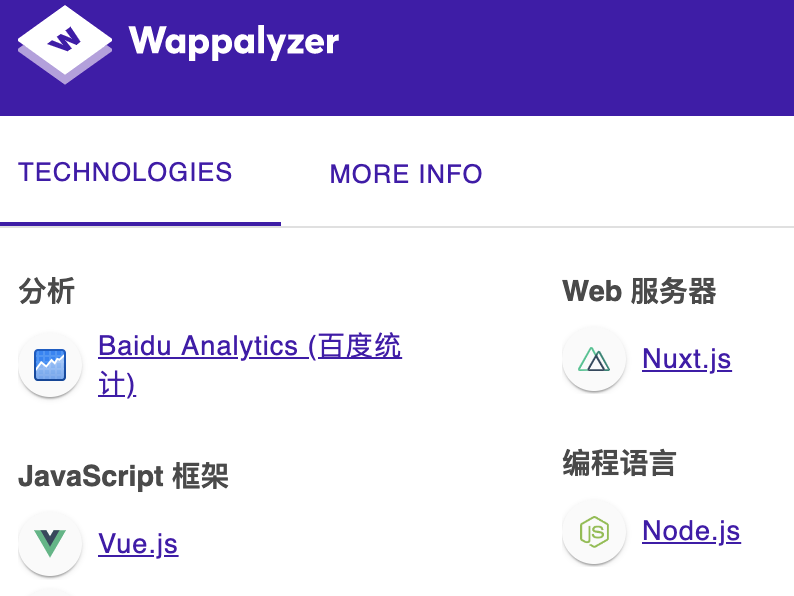 Wappalyzer
TECHNOLOGIES
MORE INFO
分析
Baidu Analytics (百度统
计)
JavaScript 框架
Vue.js
Web 服务器
Nuxt.js
编程语言
Node.js